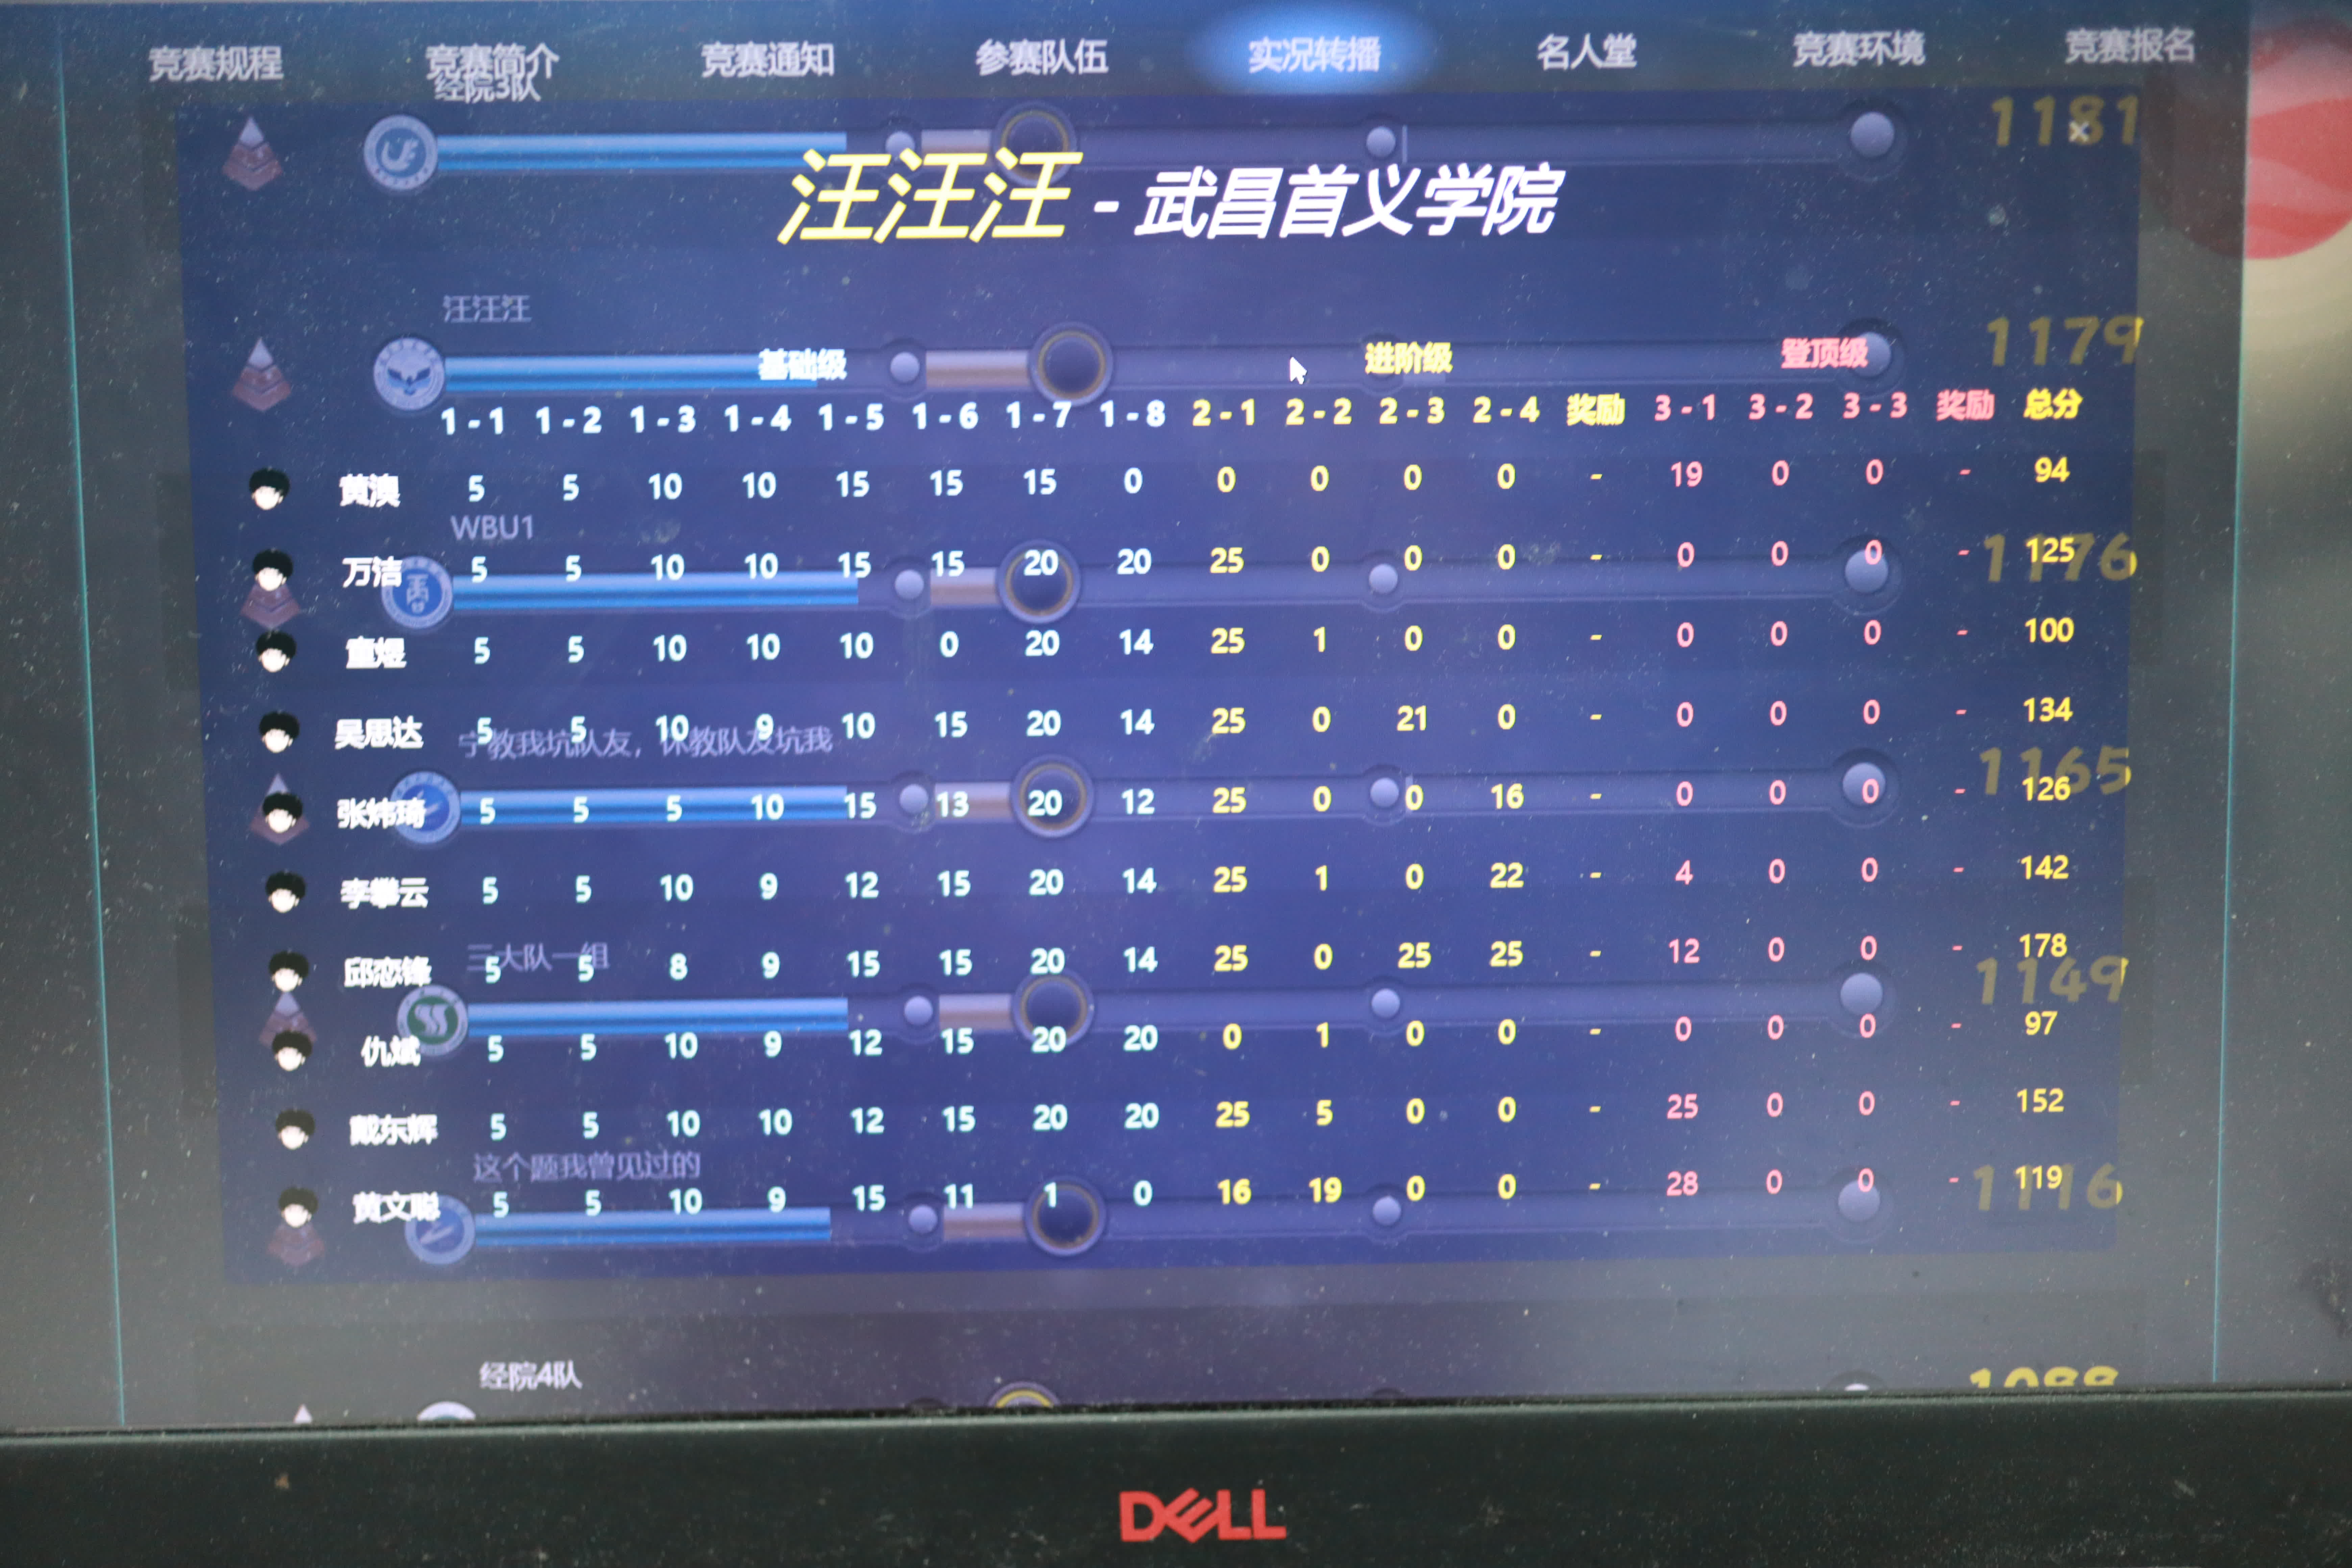 竞赛规程 竞赛简介 竞赛通知 参赛队伍 实况转播 名人堂 竞赛环境 竞赛报名
经院3队
1181
×
汪汪汪 - 武昌首义学院
汪汪汪
1179
基础级 进阶级 登顶级
1-1 1-2 1-3 1-4 1-5 1-6 1-7 1-8 2-1 2-2 2-3 2-4 奖励 3-1 3-2 3-3 奖励 总分
黄澳 5 5 10 10 15 15 15 0 0 0 0 0 - 19 0 0 - 94
WBU1
1176
万洁 5 5 10 10 15 15 20 20 25 0 0 0 - 0 0 0 - 125
童煜 5 5 10 10 10 0 20 14 25 1 0 0 - 0 0 0 - 100
吴思达 5 5 10 9 10 15 20 14 25 0 21 0 - 0 0 0 - 134
宁教我坑队友，休教队友坑我
1165
张炜琦 5 5 5 10 15 13 20 12 25 0 0 16 - 0 0 0 - 126
李攀云 5 5 10 9 12 15 20 14 25 1 0 22 - 4 0 0 - 142
三大队一组
1149
邱恋锋 5 5 8 9 15 15 20 14 25 0 25 25 - 12 0 0 - 178
仇斌 5 5 10 9 12 15 20 20 0 1 0 0 - 0 0 0 - 97
戴东辉 5 5 10 10 12 15 20 20 25 5 0 0 - 25 0 0 - 152
这个题我曾见过的
1116
黄文聪 5 5 10 9 15 11 1 0 16 19 0 0 - 28 0 0 - 119
经院4队
1088
DELL